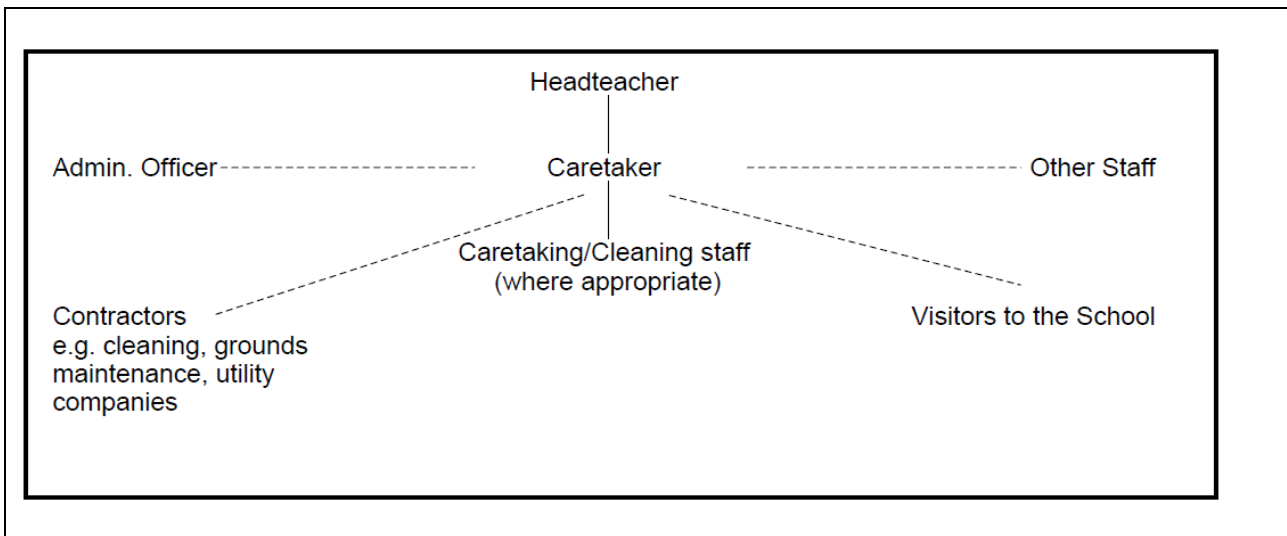 Headteacher
Admin. Officer
Caretaker
Other Staff
Caretaking/Cleaning staff
(where appropriate)
Contractors
e.g. cleaning, grounds
maintenance, utility
companies
Visitors to the School